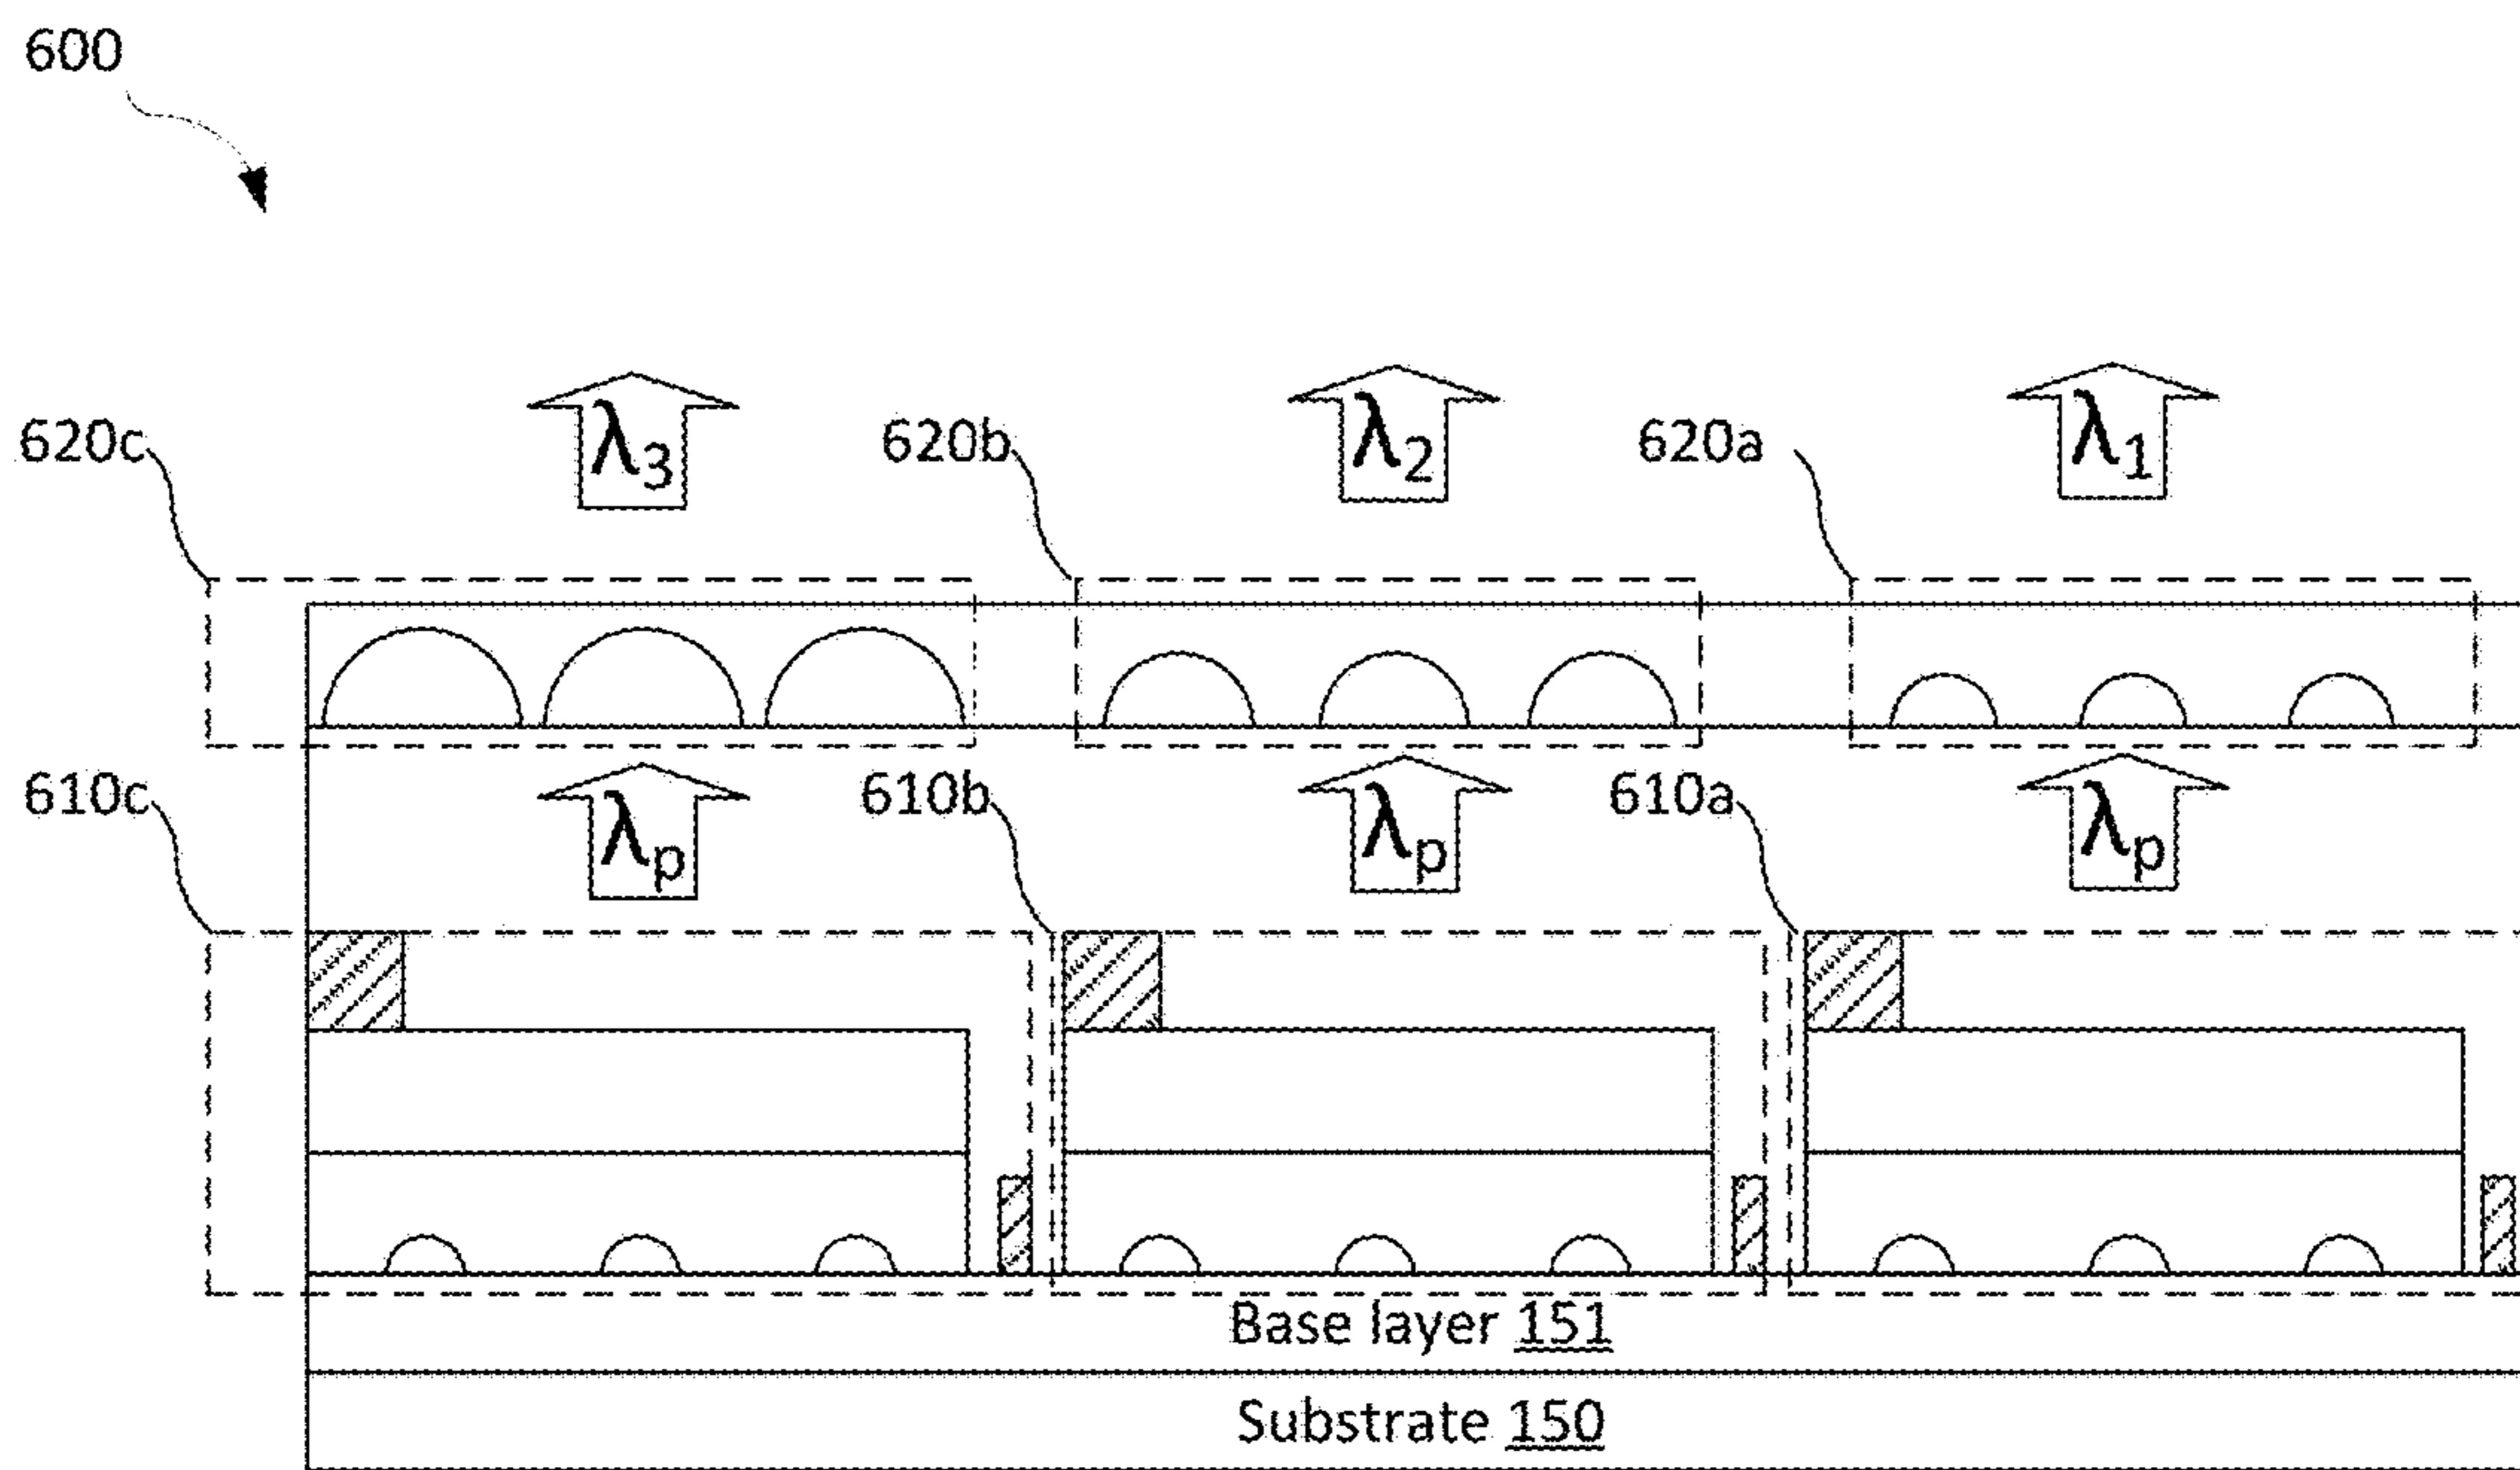 600
λ3 λ2 λ1
620c 620b 620a
λp λp λp
610c 610b 610a
Base layer 151
Substrate 150